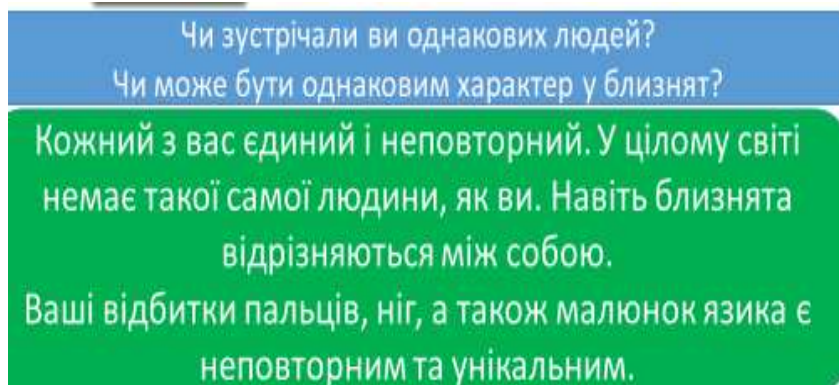 Чи зустрічали ви однакових людей?
Чи може бути однаковим характер у близнят?
Кожний з вас єдиний і неповторний. У цілому світі
немає такої самої людини, як ви. Навіть близнята
відрізняються між собою.
Ваші відбитки пальців, ніг, а також малюнок язика є
неповторним та унікальним.